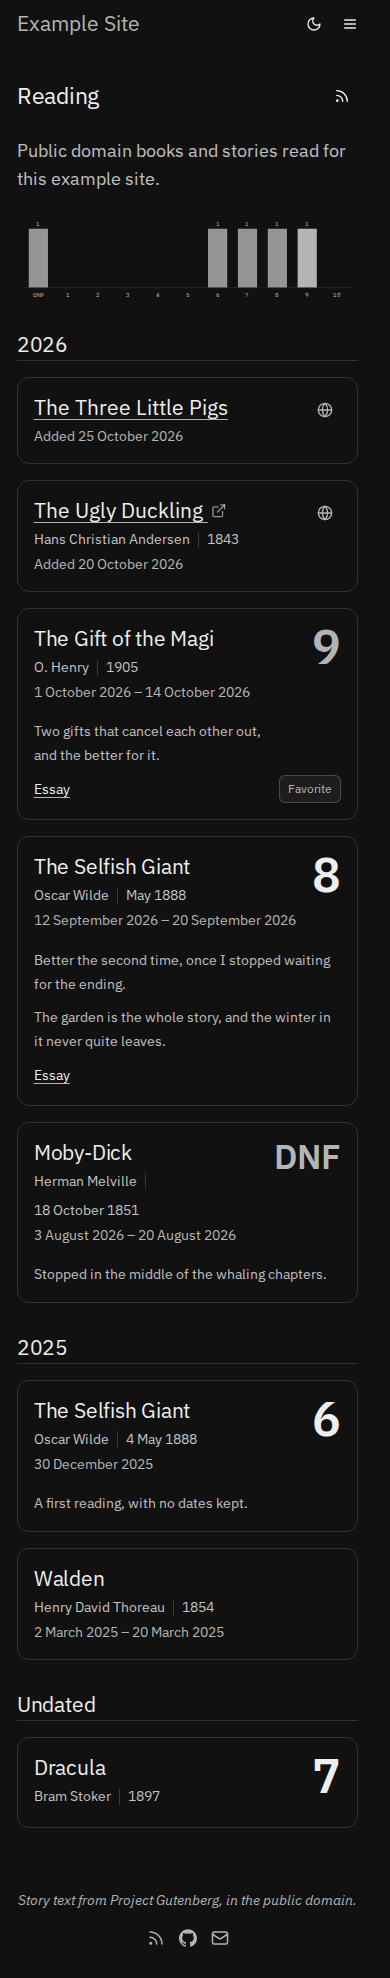 Example Site
Reading
Public domain books and stories read for
this example site.
1 1 1 1 1
DNF 1 2 3 4 5 6 7 8 9 10
2026
The Three Little Pigs
Added 25 October 2026
The Ugly Duckling
Hans Christian Andersen | 1843
Added 20 October 2026
The Gift of the Magi
9
O. Henry | 1905
1 October 2026 – 14 October 2026
Two gifts that cancel each other out,
and the better for it.
Essay
Favorite
The Selfish Giant
8
Oscar Wilde | May 1888
12 September 2026 – 20 September 2026
Better the second time, once I stopped waiting
for the ending.
The garden is the whole story, and the winter in
it never quite leaves.
Essay
Moby-Dick
DNF
Herman Melville |
18 October 1851
3 August 2026 – 20 August 2026
Stopped in the middle of the whaling chapters.
2025
The Selfish Giant
6
Oscar Wilde | 4 May 1888
30 December 2025
A first reading, with no dates kept.
Walden
Henry David Thoreau | 1854
2 March 2025 – 20 March 2025
Undated
Dracula
7
Bram Stoker | 1897
Story text from Project Gutenberg, in the public domain.